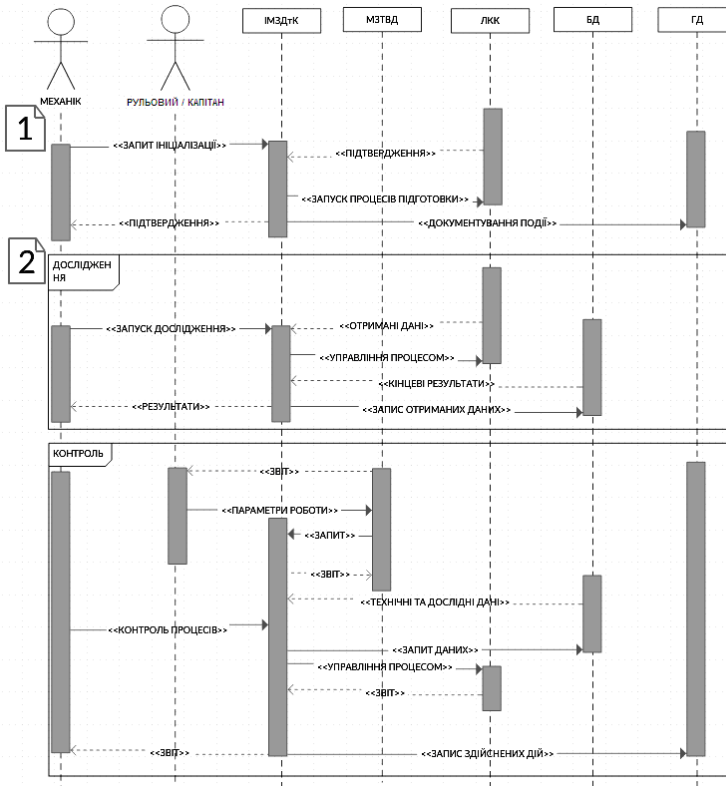 ІМЗДтК
МЗТВД
ЛКК
БД
ГД
МЕХАНІК
РУЛЬОВИЙ / КАПІТАН
1
<<ЗАПИТ ІНІЦІАЛІЗАЦІЇ>>
<<ПІДТВЕРДЖЕННЯ>>
<<ЗАПУСК ПРОЦЕСІВ ПІДГОТОВКИ>>
<<ПІДТВЕРДЖЕННЯ>>
<<ДОКУМЕНТУВАННЯ ПОДІЇ>>
2
ДОСЛІДЖЕН
НЯ
<<ЗАПУСК ДОСЛІДЖЕННЯ>>
<<ОТРИМАНІ ДАНІ>>
<<УПРАВЛІННЯ ПРОЦЕСОМ>>
<<КІНЦЕВІ РЕЗУЛЬТАТИ>>
<<РЕЗУЛЬТАТИ>>
<<ЗАПИС ОТРИМАНИХ ДАНИХ>>
КОНТРОЛЬ
<<ЗВІТ>>
<<ПАРАМЕТРИ РОБОТИ>>
<<ЗАПИТ>>
<<ЗВІТ>>
<<ТЕХНІЧНІ ТА ДОСЛІДНІ ДАНІ>>
<<КОНТРОЛЬ ПРОЦЕСІВ>>
<<ЗАПИТ ДАНИХ>>
<<УПРАВЛІННЯ ПРОЦЕСОМ>>
<<ЗВІТ>>
<<ЗВІТ>>
<<ЗАПИС ЗДІЙСНЕНИХ ДІЙ>>